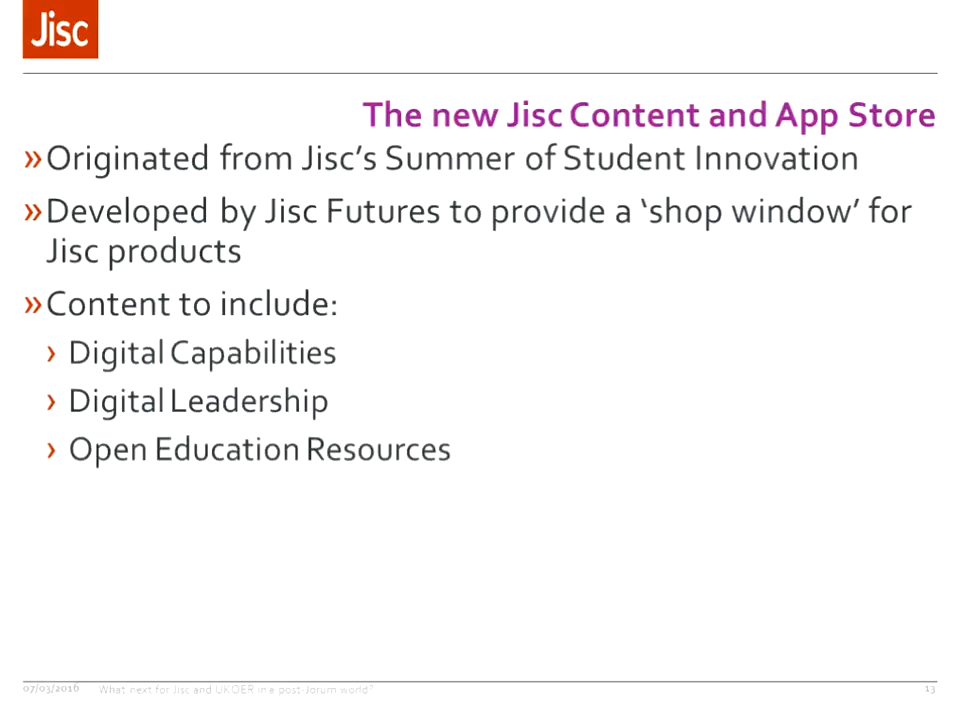 Jisc
The new Jisc Content and App Store
»Originated from Jisc’s Summer of Student Innovation
»Developed by Jisc Futures to provide a ‘shop window’ for
Jisc products
»Content to include:
› Digital Capabilities
› Digital Leadership
› Open Education Resources
07/03/2016 What next for Jisc and UKOER in a post-Jorum world? 13